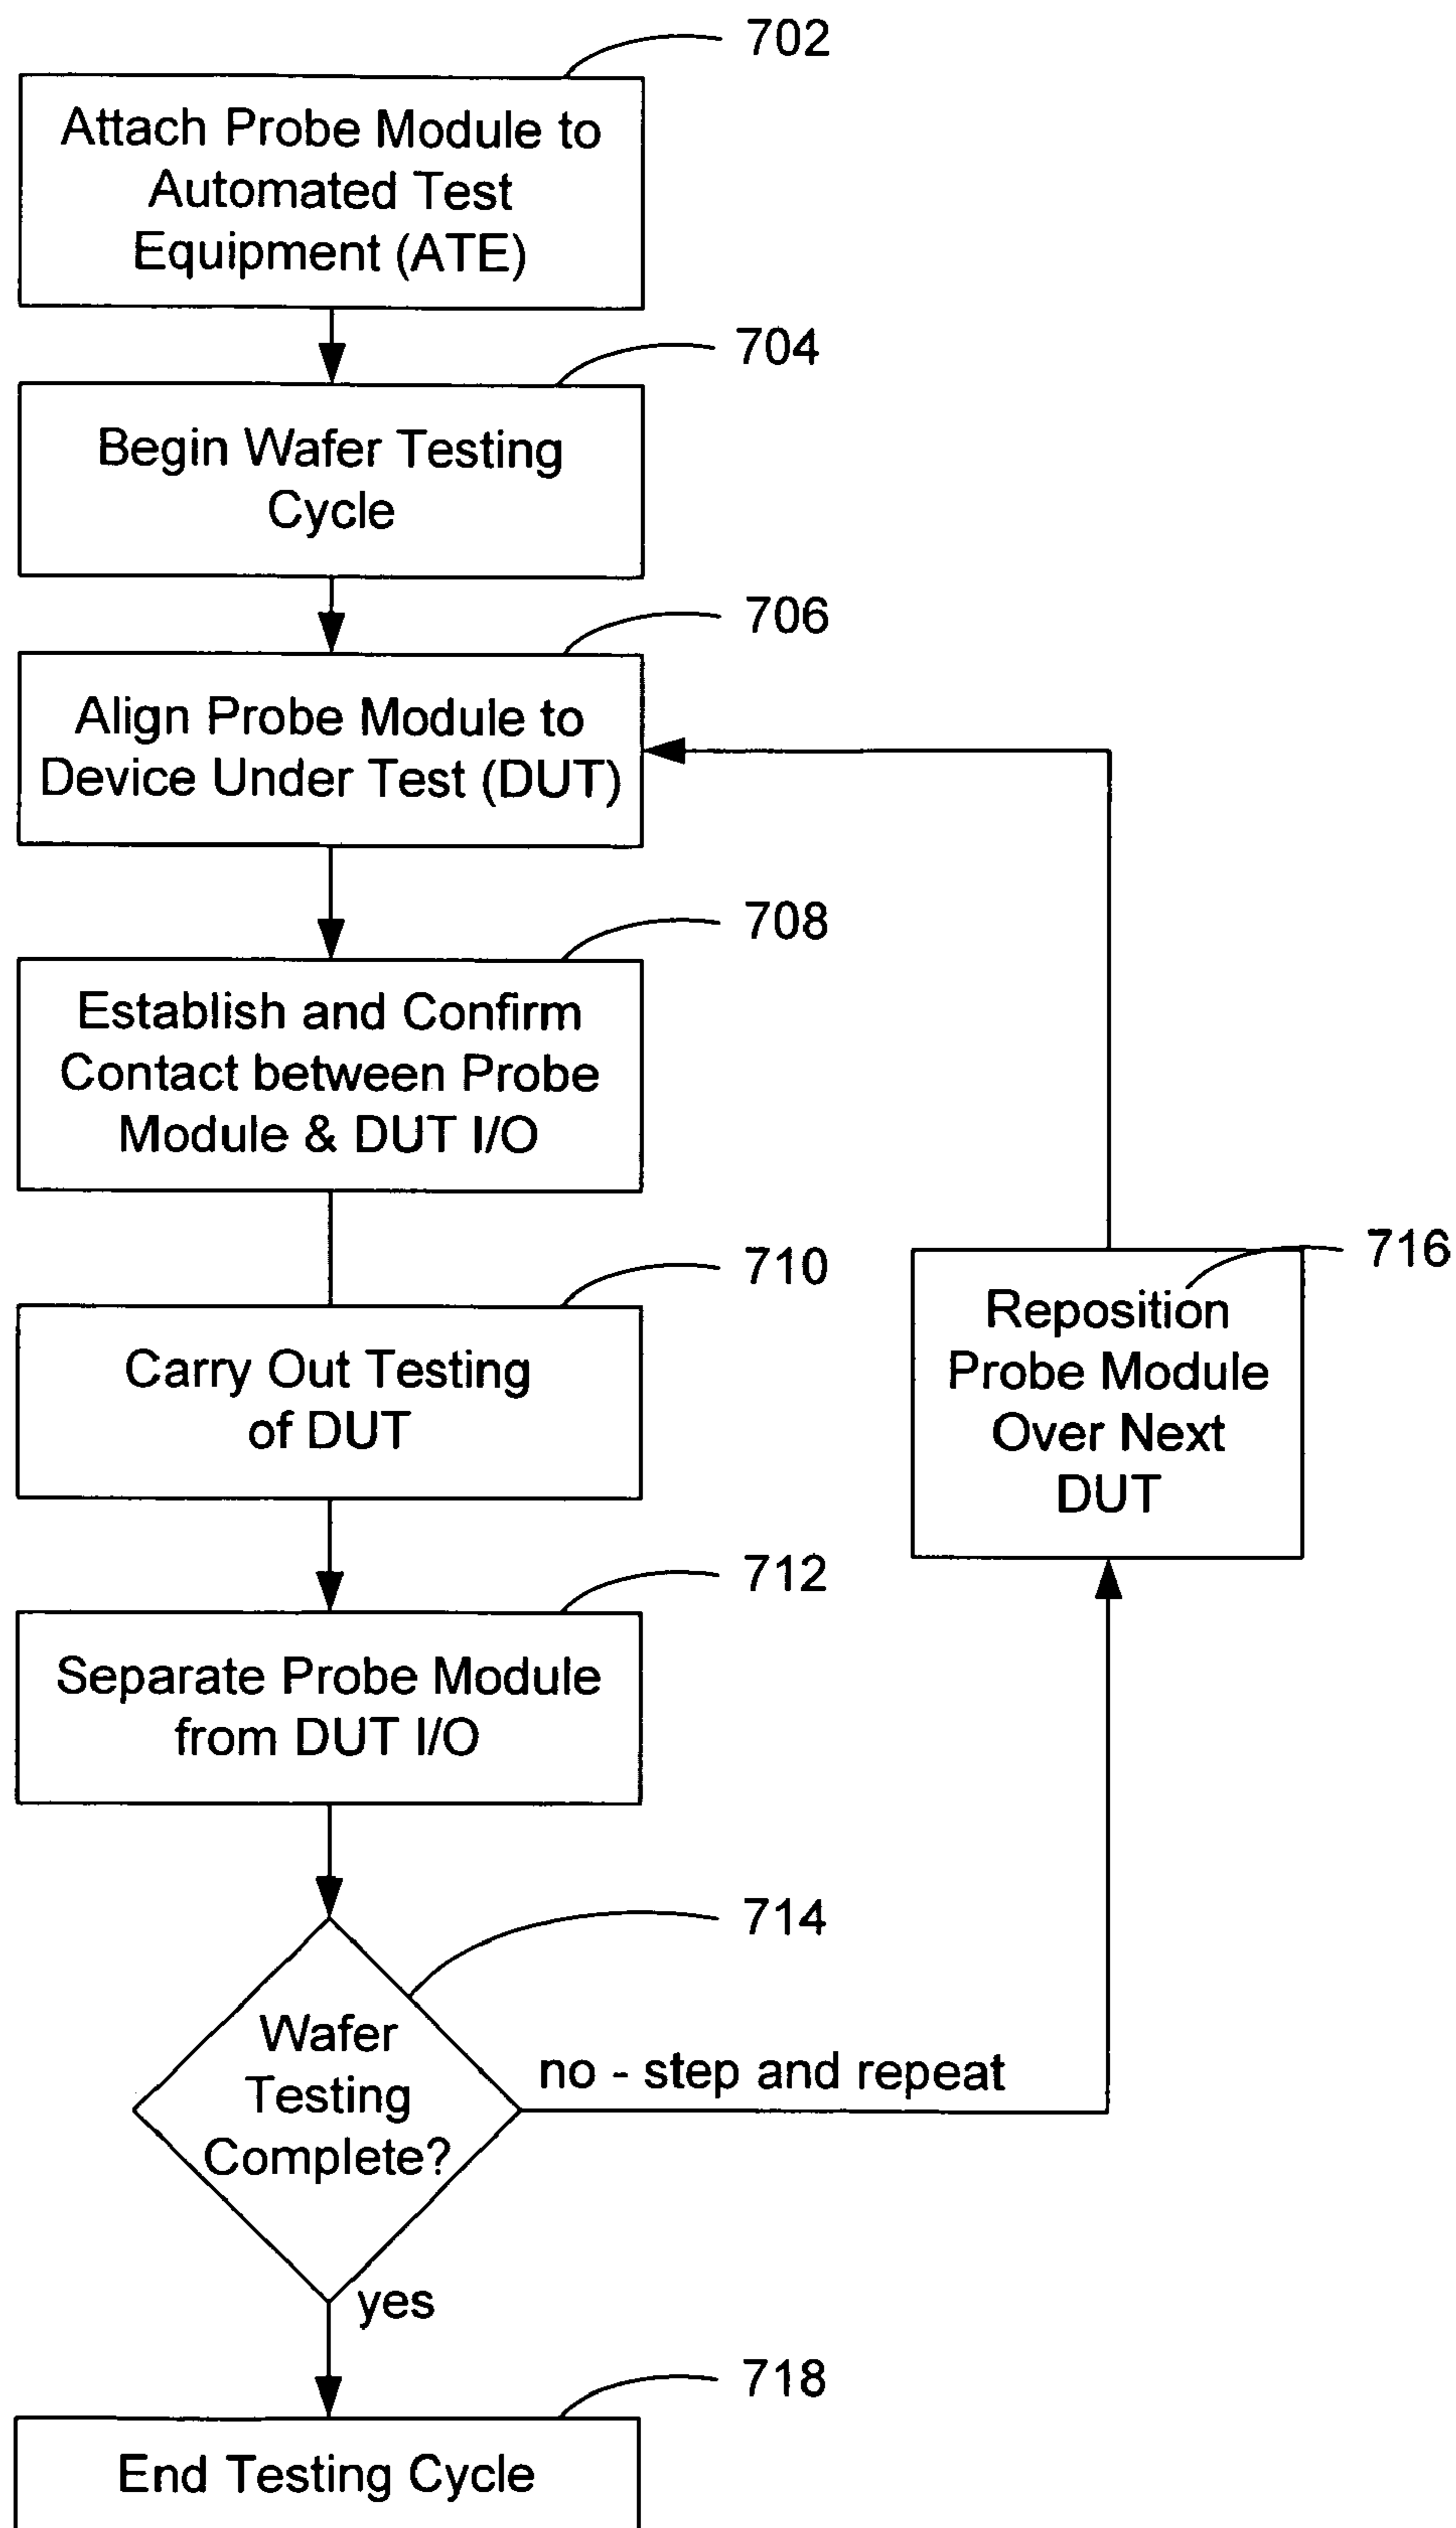 702
Attach Probe Module to
Automated Test
Equipment (ATE)
704
Begin Wafer Testing
Cycle
706
Align Probe Module to
Device Under Test (DUT)
708
Establish and Confirm
Contact between Probe
Module & DUT I/O
710
Carry Out Testing
of DUT
716
Reposition
Probe Module
Over Next
DUT
712
Separate Probe Module
from DUT I/O
714
Wafer
Testing
Complete?
no - step and repeat
yes
718
End Testing Cycle